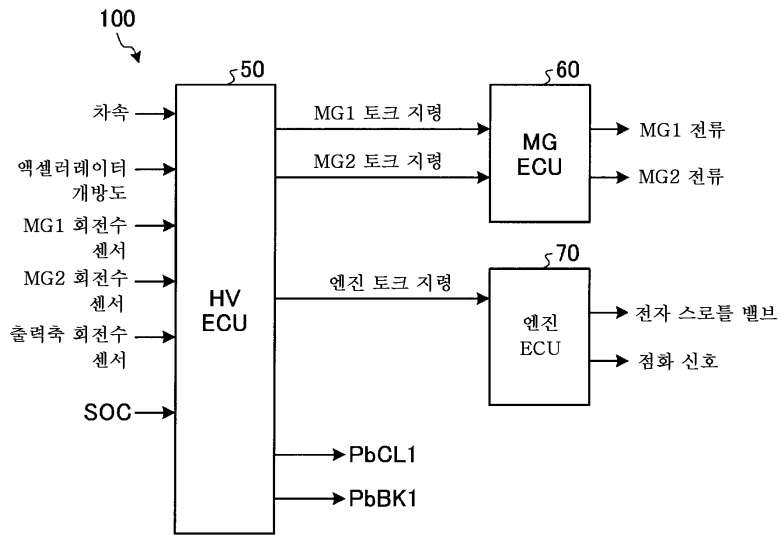 100
50
60
차속
액셀러레이터
개방도
MG1 회전수
센서
MG2 회전수
센서
출력축 회전수
센서
SOC
HV
ECU
MG1 토크 지령
MG2 토크 지령
엔진 토크 지령
MG
ECU
MG1 전류
MG2 전류
70
엔진
ECU
전자 스로틀 밸브
점화 신호
PbCL1
PbBK1